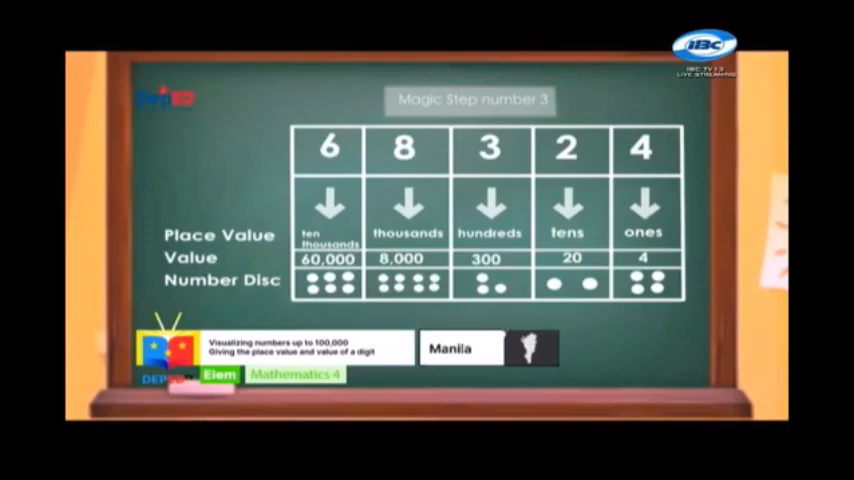 iBC
IBC TV 13
LIVE STREAMING
DepED
Magic Step number 3
6 8 3 2 4
Place Value ten thousands thousands hundreds tens ones
Value 60,000 8,000 300 20 4
Number Disc
Visualizing numbers up to 100,000
Giving the place value and value of a digit
Manila
DEPED
Elem Mathematics 4